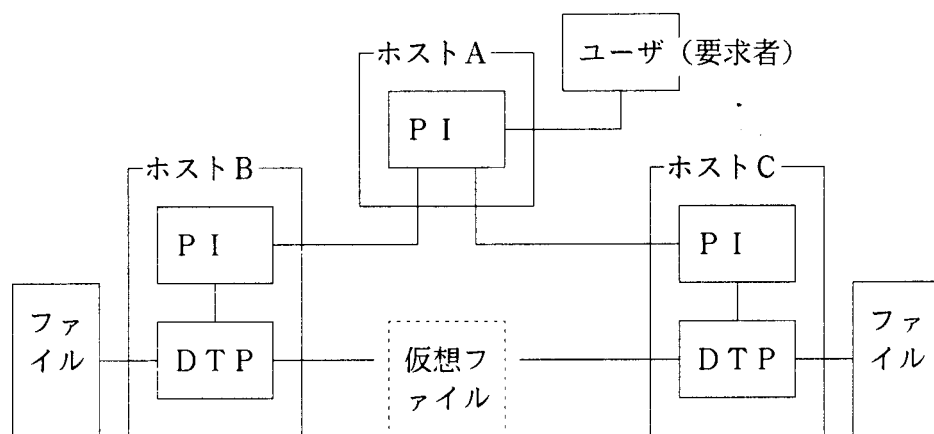 ホストA
ユーザ(要求者)
PI
ホストB
ホストC
PI
PI
ファ
イル
DTP
仮想フ
ァイル
DTP
ファ
イル